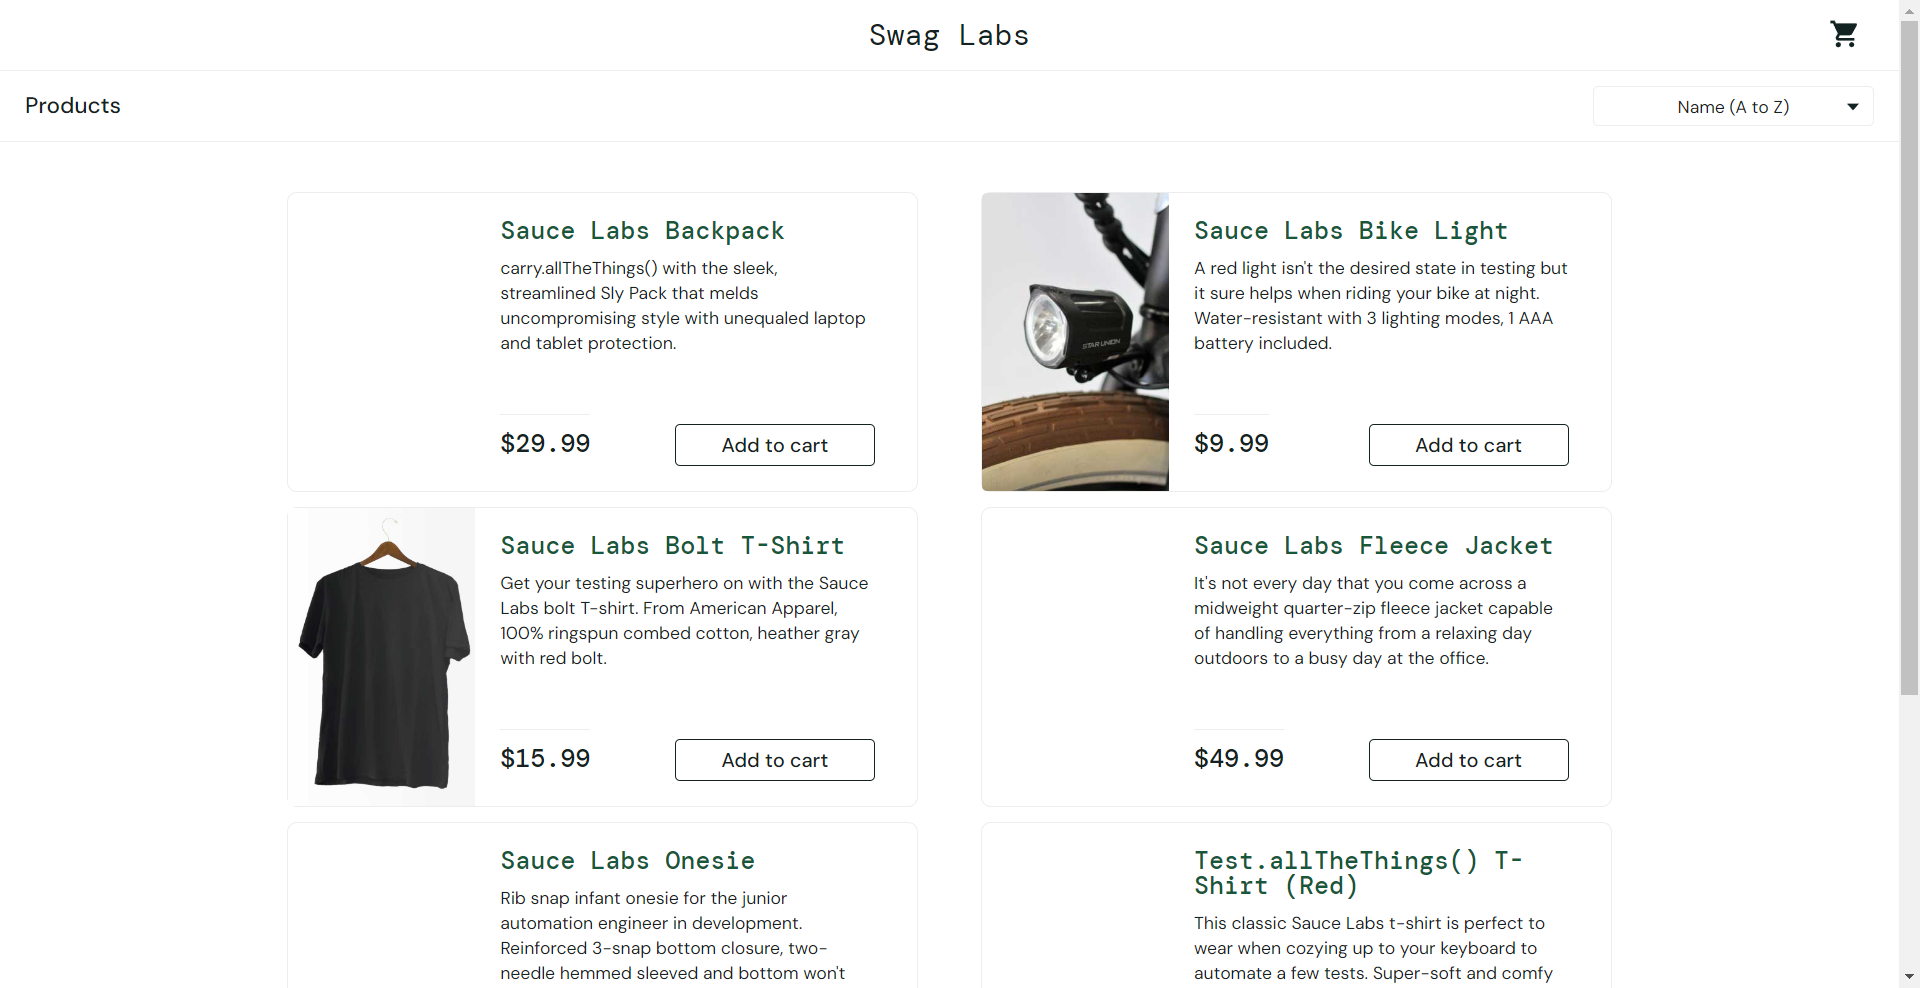 Swag Labs
Products
Name (A to Z)
Sauce Labs Backpack
carry.allTheThings() with the sleek,
streamlined Sly Pack that melds
uncompromising style with unequaled laptop
and tablet protection.
$29.99
Add to cart
Sauce Labs Bike Light
A red light isn't the desired state in testing but
it sure helps when riding your bike at night.
Water-resistant with 3 lighting modes, 1 AAA
battery included.
STAR UNION
$9.99
Add to cart
Sauce Labs Bolt T-Shirt
Get your testing superhero on with the Sauce
Labs bolt T-shirt. From American Apparel,
100% ringspun combed cotton, heather gray
with red bolt.
$15.99
Add to cart
Sauce Labs Fleece Jacket
It's not every day that you come across a
midweight quarter-zip fleece jacket capable
of handling everything from a relaxing day
outdoors to a busy day at the office.
$49.99
Add to cart
Sauce Labs Onesie
Rib snap infant onesie for the junior
automation engineer in development.
Reinforced 3-snap bottom closure, two-
needle hemmed sleeved and bottom won't
Test.allTheThings() T-
Shirt (Red)
This classic Sauce Labs t-shirt is perfect to
wear when cozying up to your keyboard to
automate a few tests. Super-soft and comfy